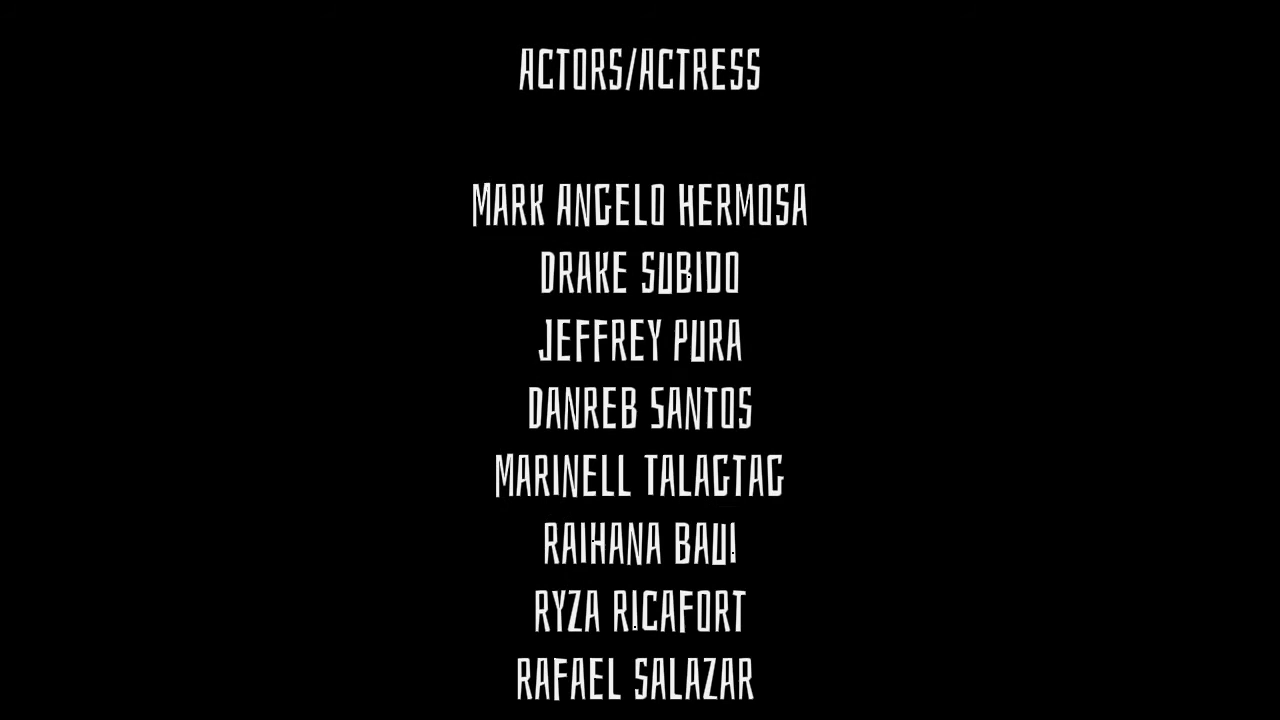 ACTORS/ACTRESS
MARK ANGELO HERMOSA
DRAKE SUBIDO
JEFFREY PURA
DANREB SANTOS
MARINELL TALAGTAG
RAIHANA BAUI
RYZA RICAFORT
RAFAEL SALAZAR